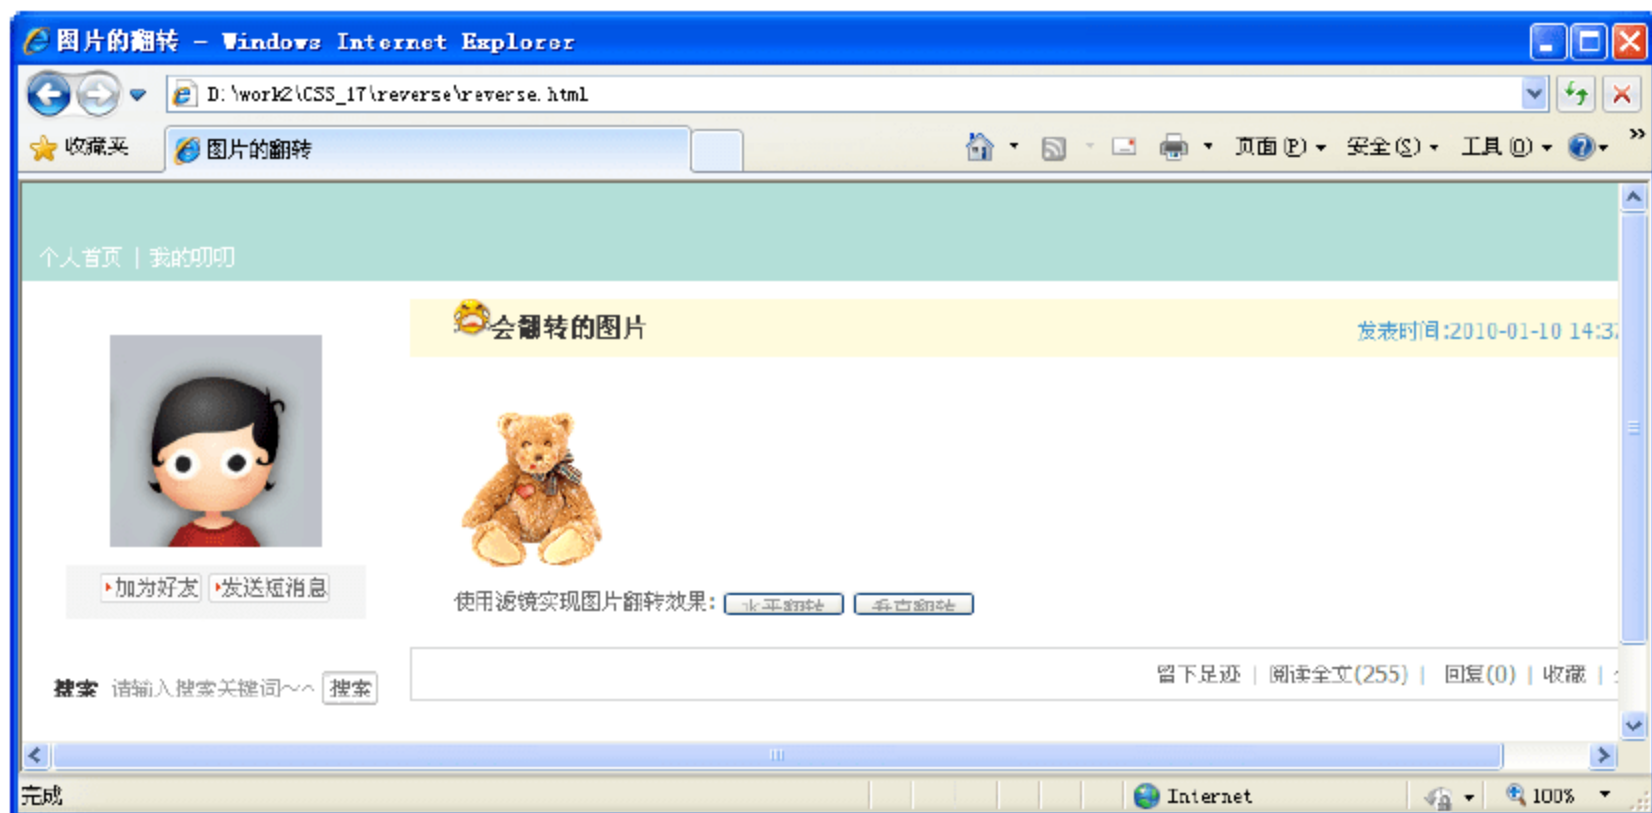 图片的翻转 - Windows Internet Explorer
D:\work2\CSS_17\reverse\reverse.html
收藏夹 图片的翻转 页面(P) 安全(S) 工具(O) »
个人首页 | 我的叨叨
会翻转的图片 发表时间:2010-01-10 14:3
加为好友 发送短消息
使用滤镜实现图片翻转效果: 水平翻转 垂直翻转
留下足迹 | 阅读全文(255) | 回复(0) | 收藏 |
搜索 请输入搜索关键词~~ 搜索
完成 Internet 100%